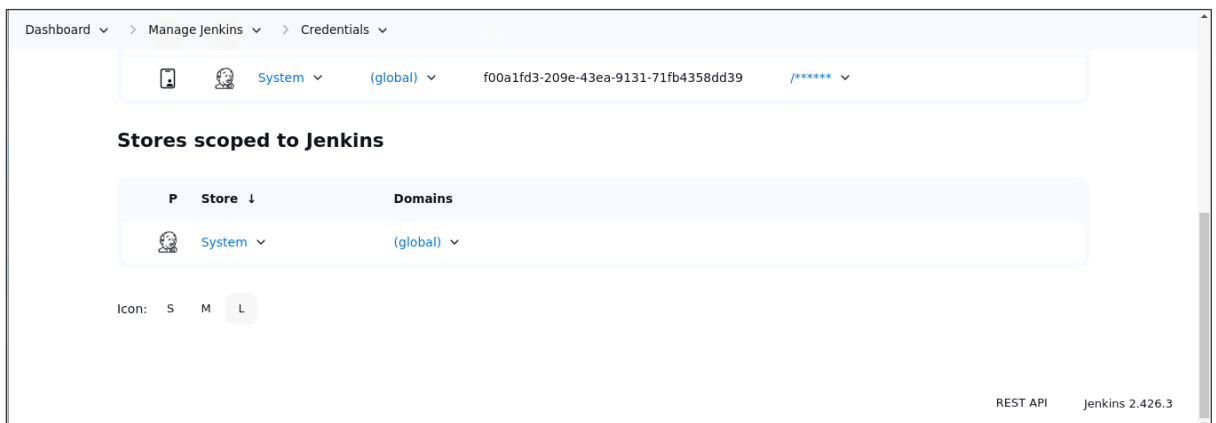 Dashboard > Manage Jenkins > Credentials
System (global) f00a1fd3-209e-43ea-9131-71fb4358dd39 /******
Stores scoped to Jenkins
P Store ↓ Domains
System (global)
Icon: S M L
REST API Jenkins 2.426.3